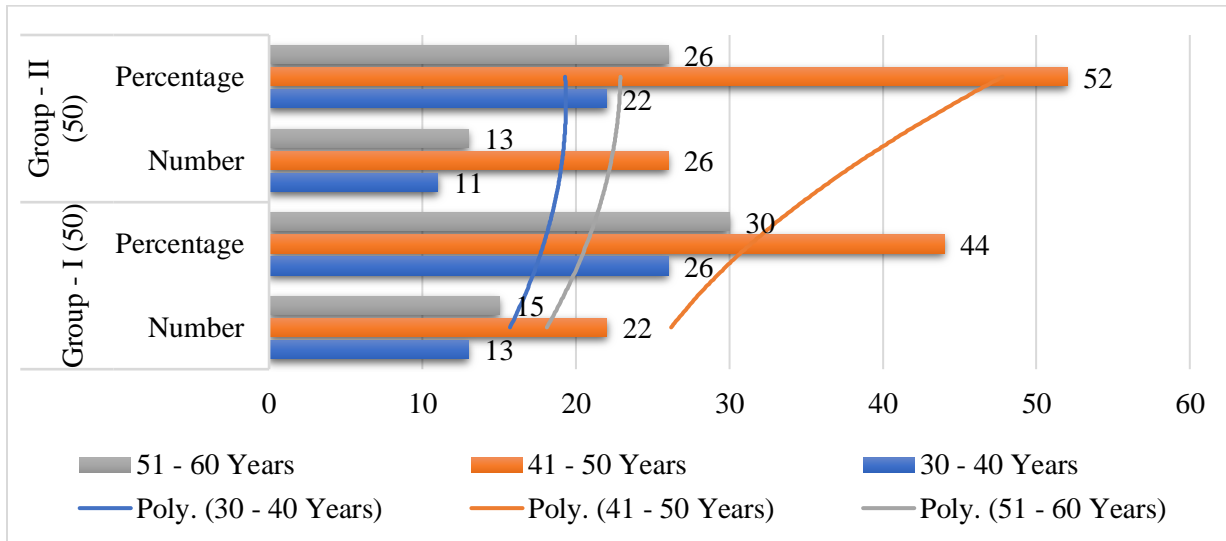 Group - II
(50)
Percentage
26
52
22
Number
13
26
11
Group - I (50)
Percentage
30
44
26
Number
15
22
13
0 10 20 30 40 50 60
51 - 60 Years 41 - 50 Years 30 - 40 Years
Poly. (30 - 40 Years) Poly. (41 - 50 Years) Poly. (51 - 60 Years)